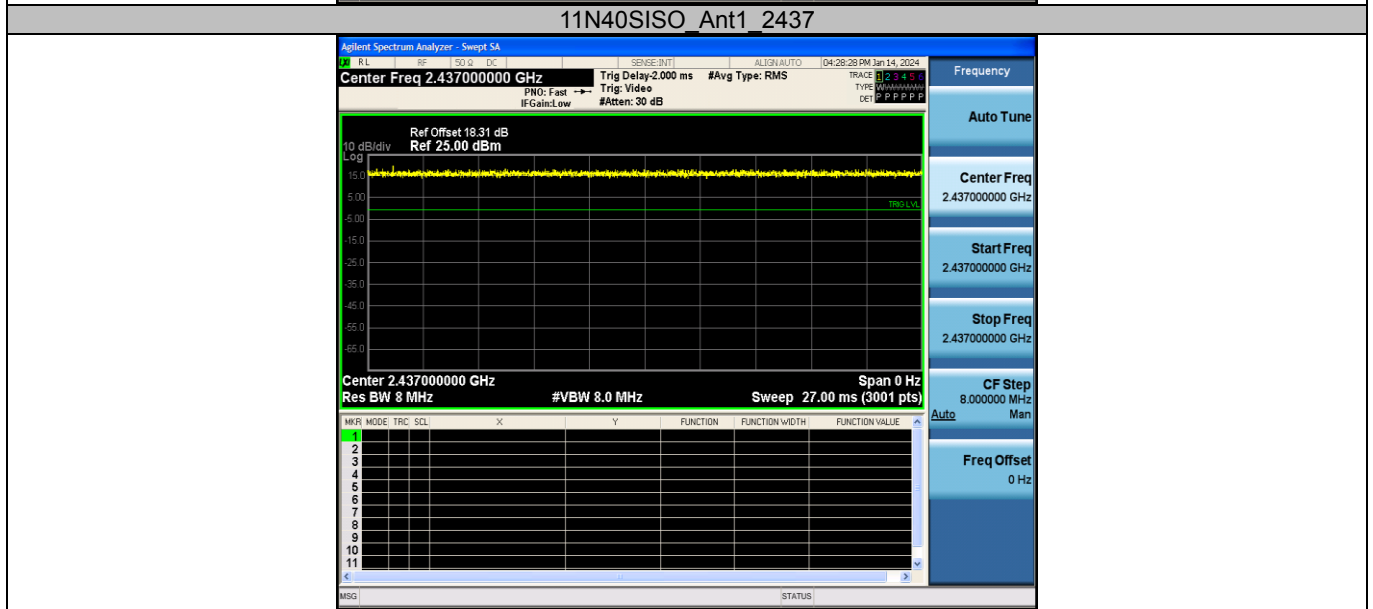 11N40SISO_Ant1_2437
Agilent Spectrum Analyzer - Swept SA
LXI RL RF 50 Ω DC SENSE:INT ALIGNAUTO 04:28:28 PM Jan 14, 2024
Center Freq 2.437000000 GHz
PNO: Fast
IFGain:Low
Trig Delay-2.000 ms
Trig: Video
#Atten: 30 dB
#Avg Type: RMS
TRACE 1 2 3 4 5 6
TYPE W
DET P P P P P P
Frequency
Auto Tune
Center Freq
2.437000000 GHz
Start Freq
2.437000000 GHz
Stop Freq
2.437000000 GHz
CF Step
8.000000 MHz
Auto Man
Freq Offset
0 Hz
Ref Offset 18.31 dB
10 dB/div Ref 25.00 dBm
Log
15.0
5.00
-5.00
-15.0
-25.0
-35.0
-45.0
-55.0
-65.0
TRIG LVL
Center 2.437000000 GHz Span 0 Hz
Res BW 8 MHz #VBW 8.0 MHz Sweep 27.00 ms (3001 pts)
MKR MODE TRC SCL X Y FUNCTION FUNCTION WIDTH FUNCTION VALUE
1
2
3
4
5
6
7
8
9
10
11
MSG STATUS